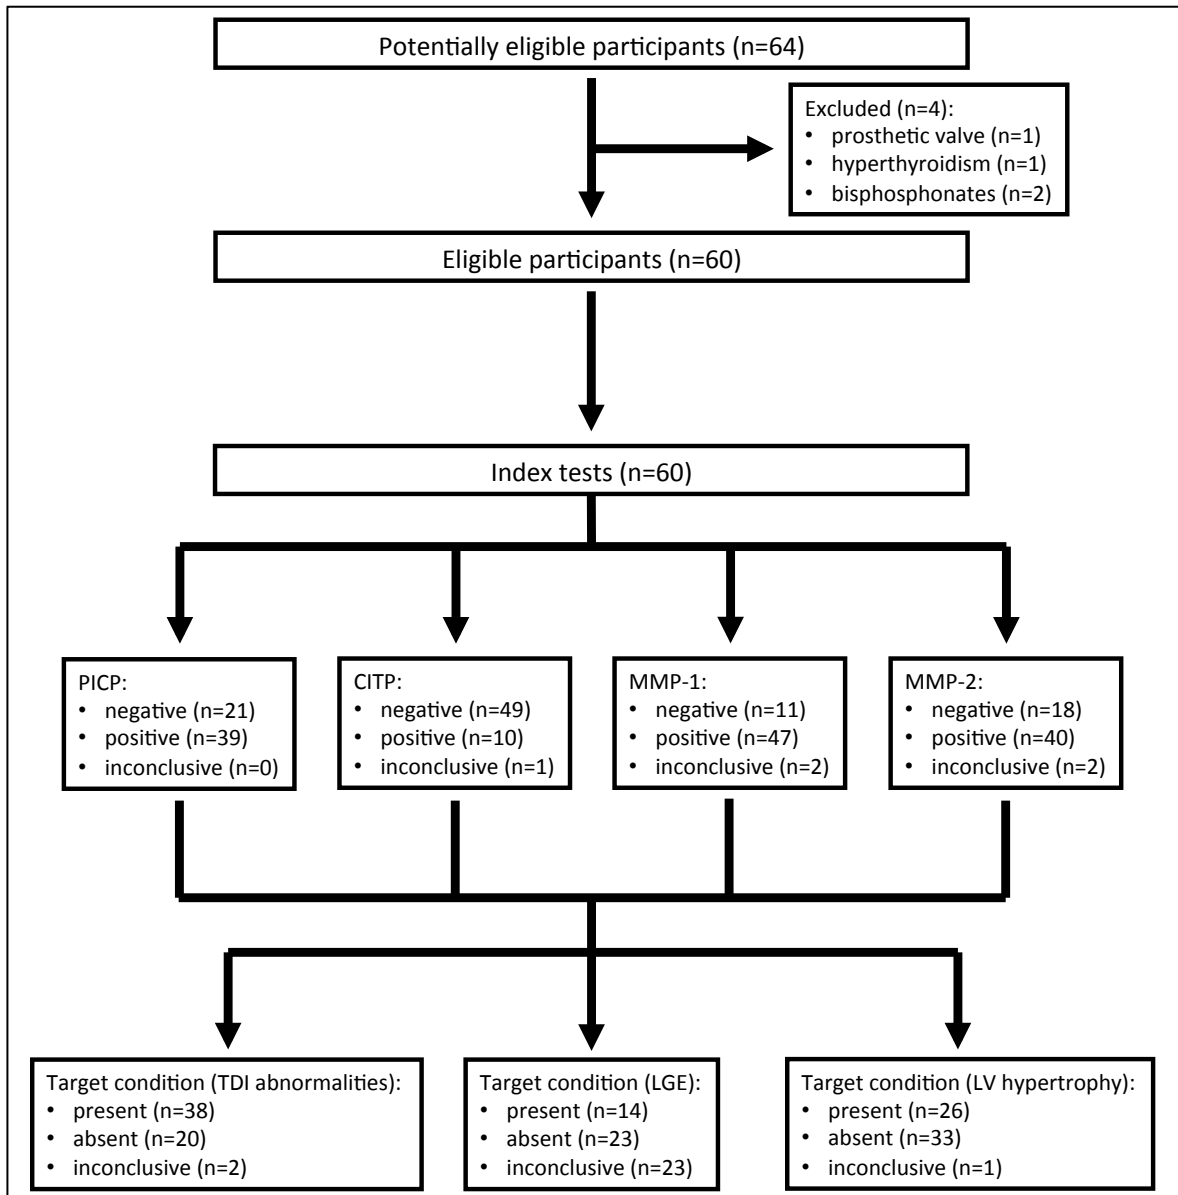 Potentially eligible participants (n=64)
Excluded (n=4):
• prosthetic valve (n=1)
• hyperthyroidism (n=1)
• bisphosphonates (n=2)
Eligible participants (n=60)
Index tests (n=60)
PICP:
• negative (n=21)
• positive (n=39)
• inconclusive (n=0)
CITP:
• negative (n=49)
• positive (n=10)
• inconclusive (n=1)
MMP-1:
• negative (n=11)
• positive (n=47)
• inconclusive (n=2)
MMP-2:
• negative (n=18)
• positive (n=40)
• inconclusive (n=2)
Target condition (TDI abnormalities):
• present (n=38)
• absent (n=20)
• inconclusive (n=2)
Target condition (LGE):
• present (n=14)
• absent (n=23)
• inconclusive (n=23)
Target condition (LV hypertrophy):
• present (n=26)
• absent (n=33)
• inconclusive (n=1)